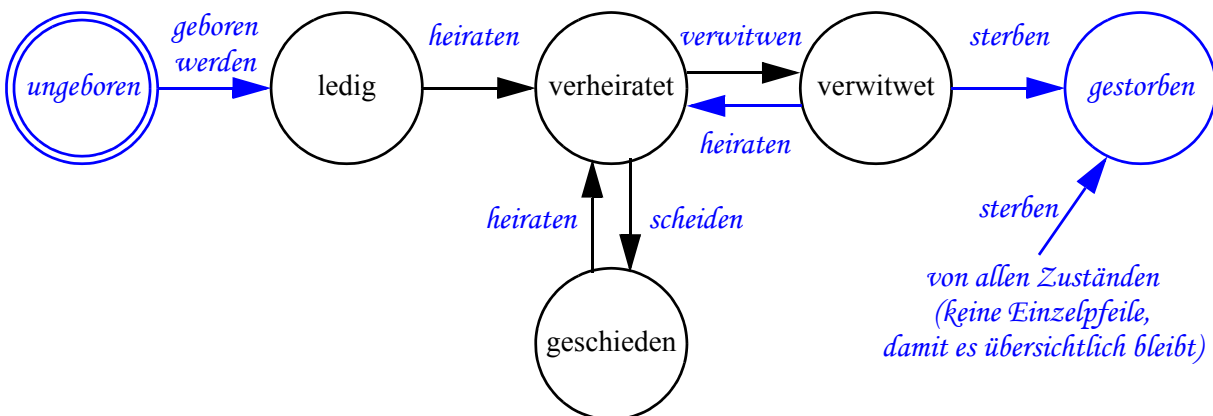 geboren
werden
heiraten
verwitwen
sterben
ungeboren
ledig
verheiratet
verwitwet
gestorben
heiraten
heiraten
scheiden
sterben
von allen Zuständen
(keine Einzelpfeile,
damit es übersichtlich bleibt)
geschieden